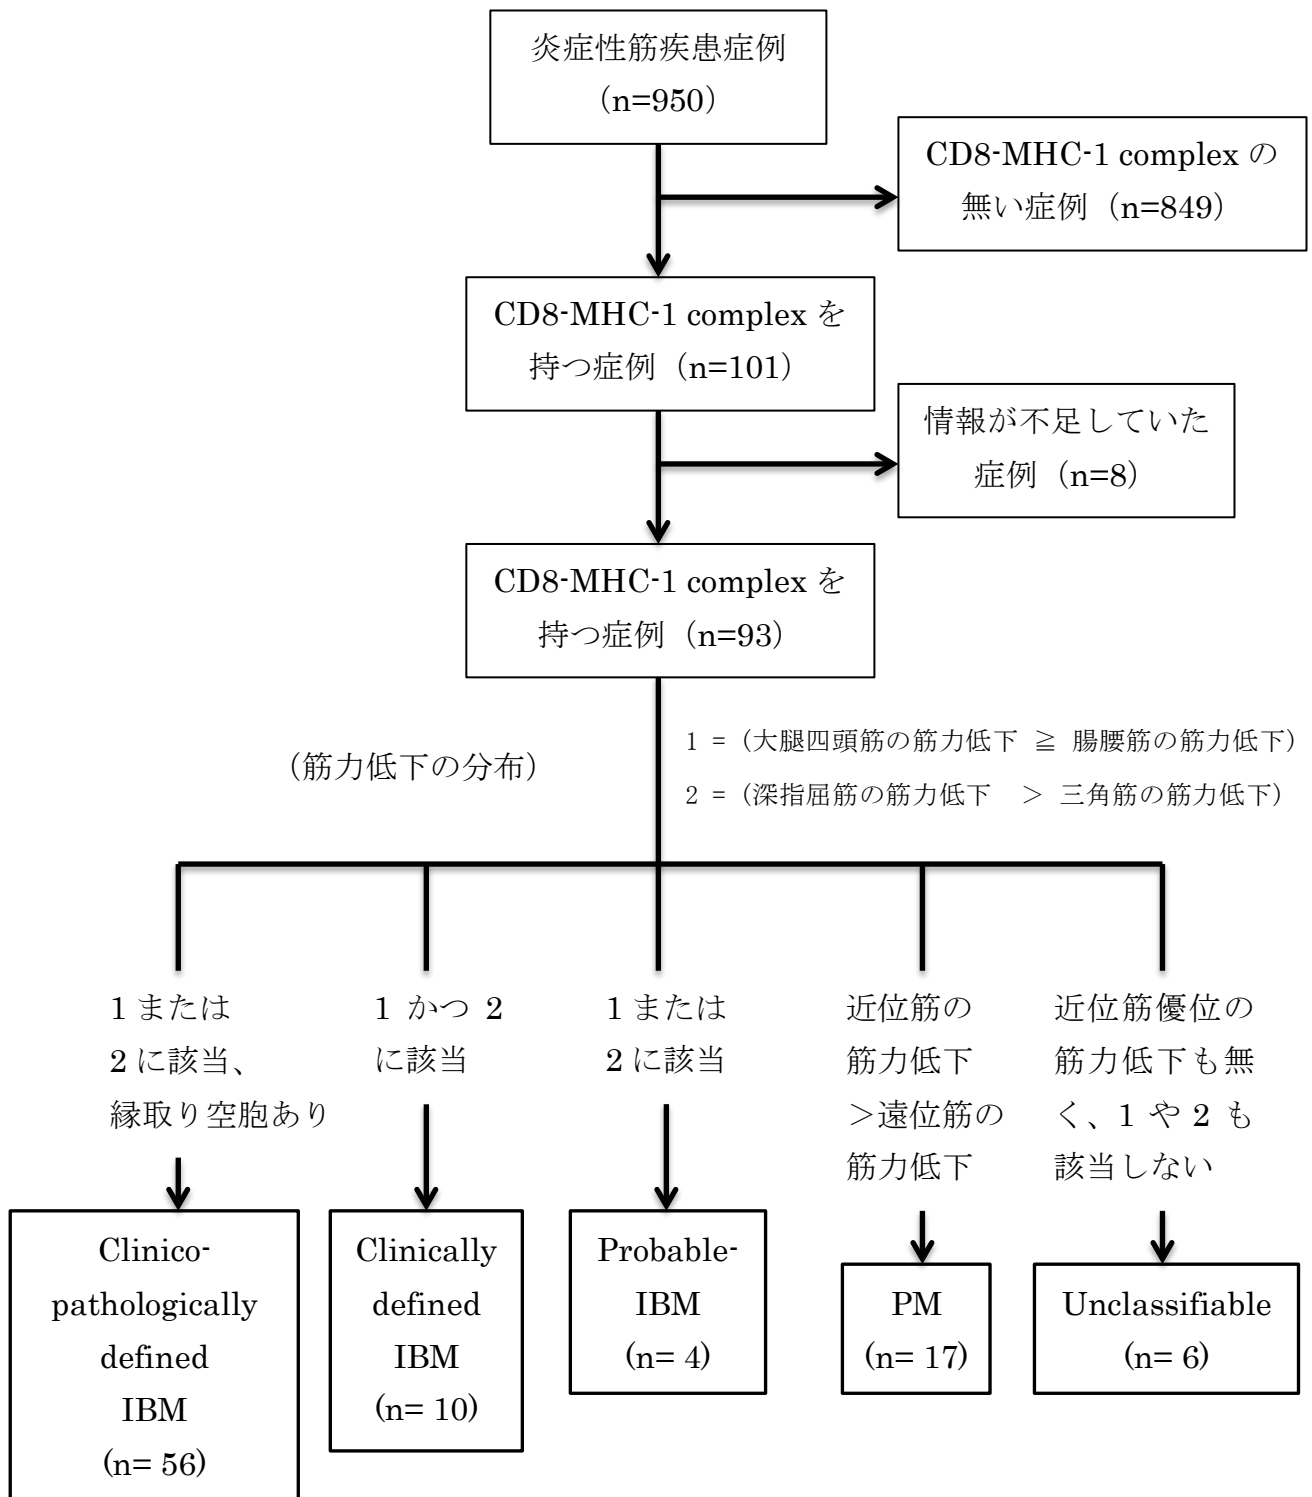 炎症性筋疾患症例
（n=950）
CD8-MHC-1 complex の
無い症例（n=849）
CD8-MHC-1 complex を
持つ症例（n=101）
情報が不足していた
症例（n=8）
CD8-MHC-1 complex を
持つ症例（n=93）
（筋力低下の分布）
1 =（大腿四頭筋の筋力低下 ≧ 腸腰筋の筋力低下）
2 =（深指屈筋の筋力低下 ＞ 三角筋の筋力低下）
1 または
2 に該当、
縁取り空胞あり
1 かつ 2
に該当
1 または
2 に該当
近位筋の
筋力低下
＞遠位筋の
筋力低下
近位筋優位の
筋力低下も無
く、1 や 2 も
該当しない
Clinico-
pathologically
defined
IBM
(n= 56)
Clinically
defined
IBM
(n= 10)
Probable-
IBM
(n= 4)
PM
(n= 17)
Unclassifiable
(n= 6)